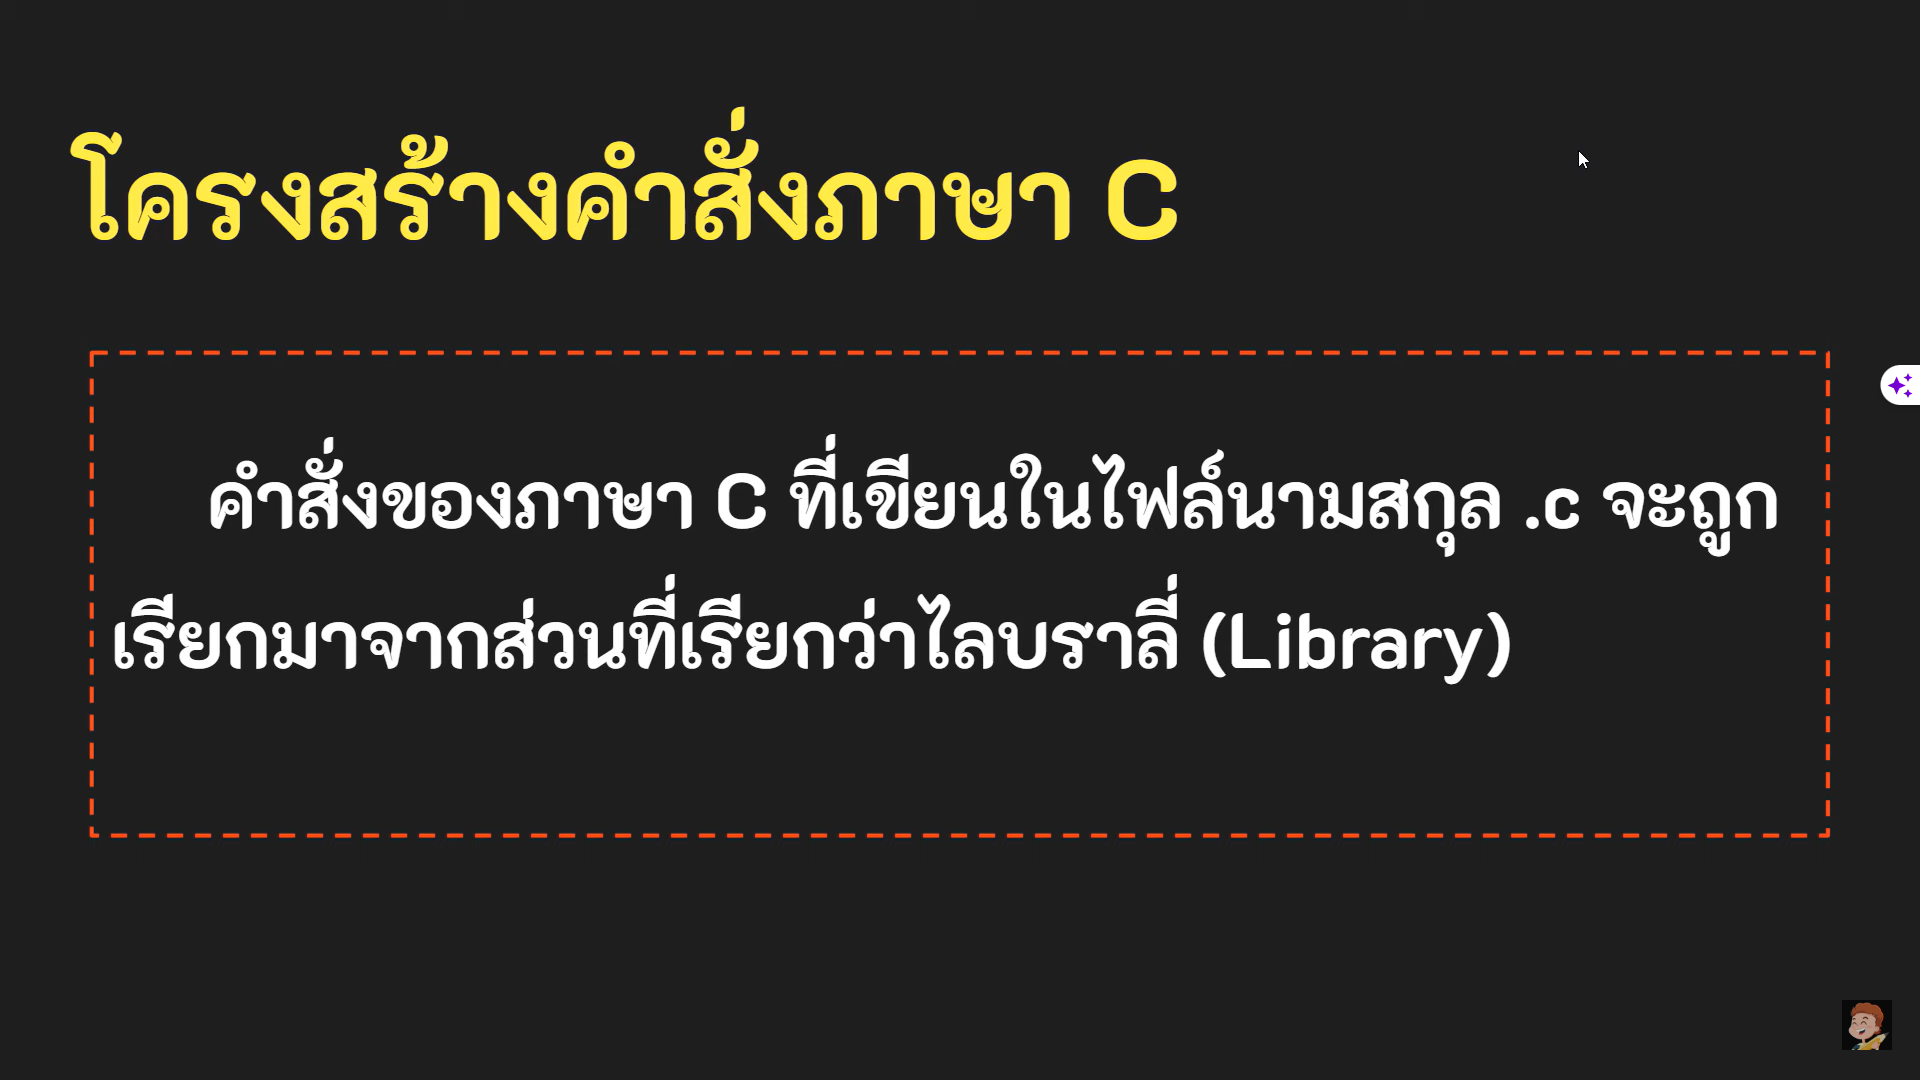 โครงสร้างคำสั่งภาษา C
คำสั่งของภาษา C ที่เขียนในไฟล์นามสกุล .c จะถูก
เรียกมาจากส่วนที่เรียกว่าไลบราลี่ (Library)